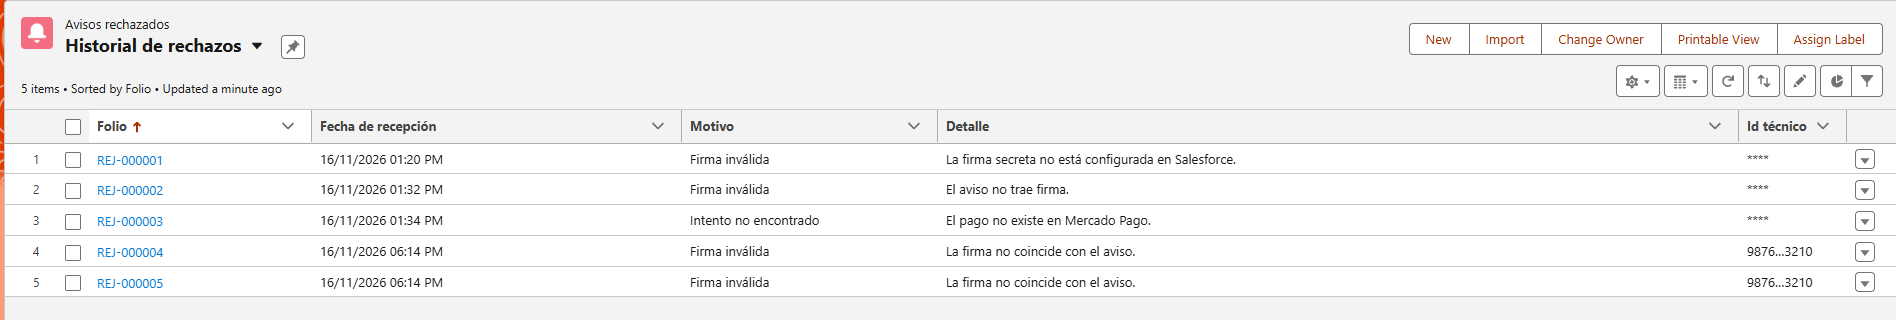 Avisos rechazados
Historial de rechazos
New Import Change Owner Printable View Assign Label
5 items • Sorted by Folio • Updated a minute ago
Folio Fecha de recepción Motivo Detalle Id técnico
1 REJ-000001 16/11/2026 01:20 PM Firma inválida La firma secreta no está configurada en Salesforce. ****
2 REJ-000002 16/11/2026 01:32 PM Firma inválida El aviso no trae firma. ****
3 REJ-000003 16/11/2026 01:34 PM Intento no encontrado El pago no existe en Mercado Pago. ****
4 REJ-000004 16/11/2026 06:14 PM Firma inválida La firma no coincide con el aviso. 9876...3210
5 REJ-000005 16/11/2026 06:14 PM Firma inválida La firma no coincide con el aviso. 9876...3210